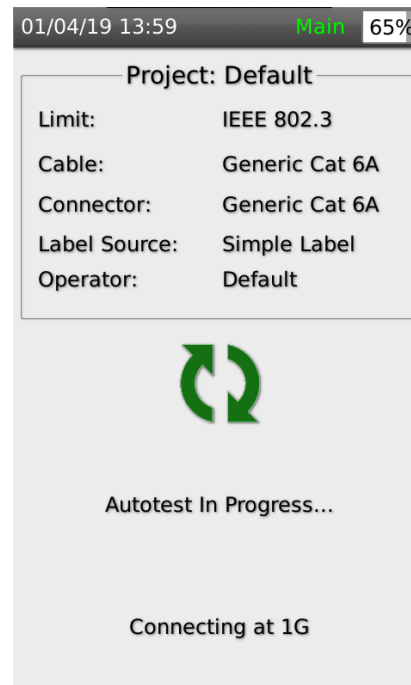 01/04/19 13:59 Main 65%
Project: Default
Limit: IEEE 802.3
Cable: Generic Cat 6A
Connector: Generic Cat 6A
Label Source: Simple Label
Operator: Default
Autotest In Progress...
Connecting at 1G